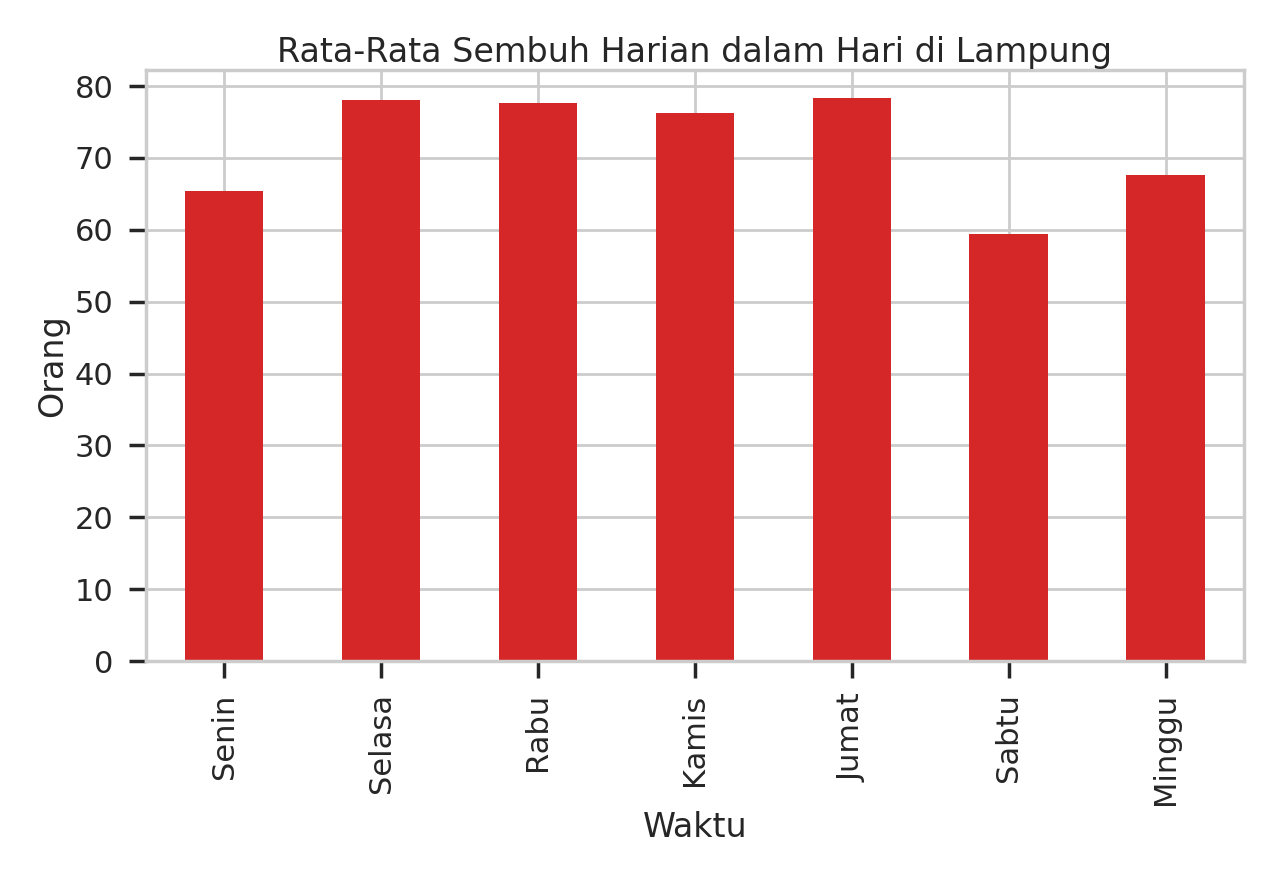 Rata-Rata Sembuh Harian dalam Hari di Lampung
80
70
60
50
40
30
20
10
0
Orang
Senin
Selasa
Rabu
Kamis
Jumat
Sabtu
Minggu
Waktu